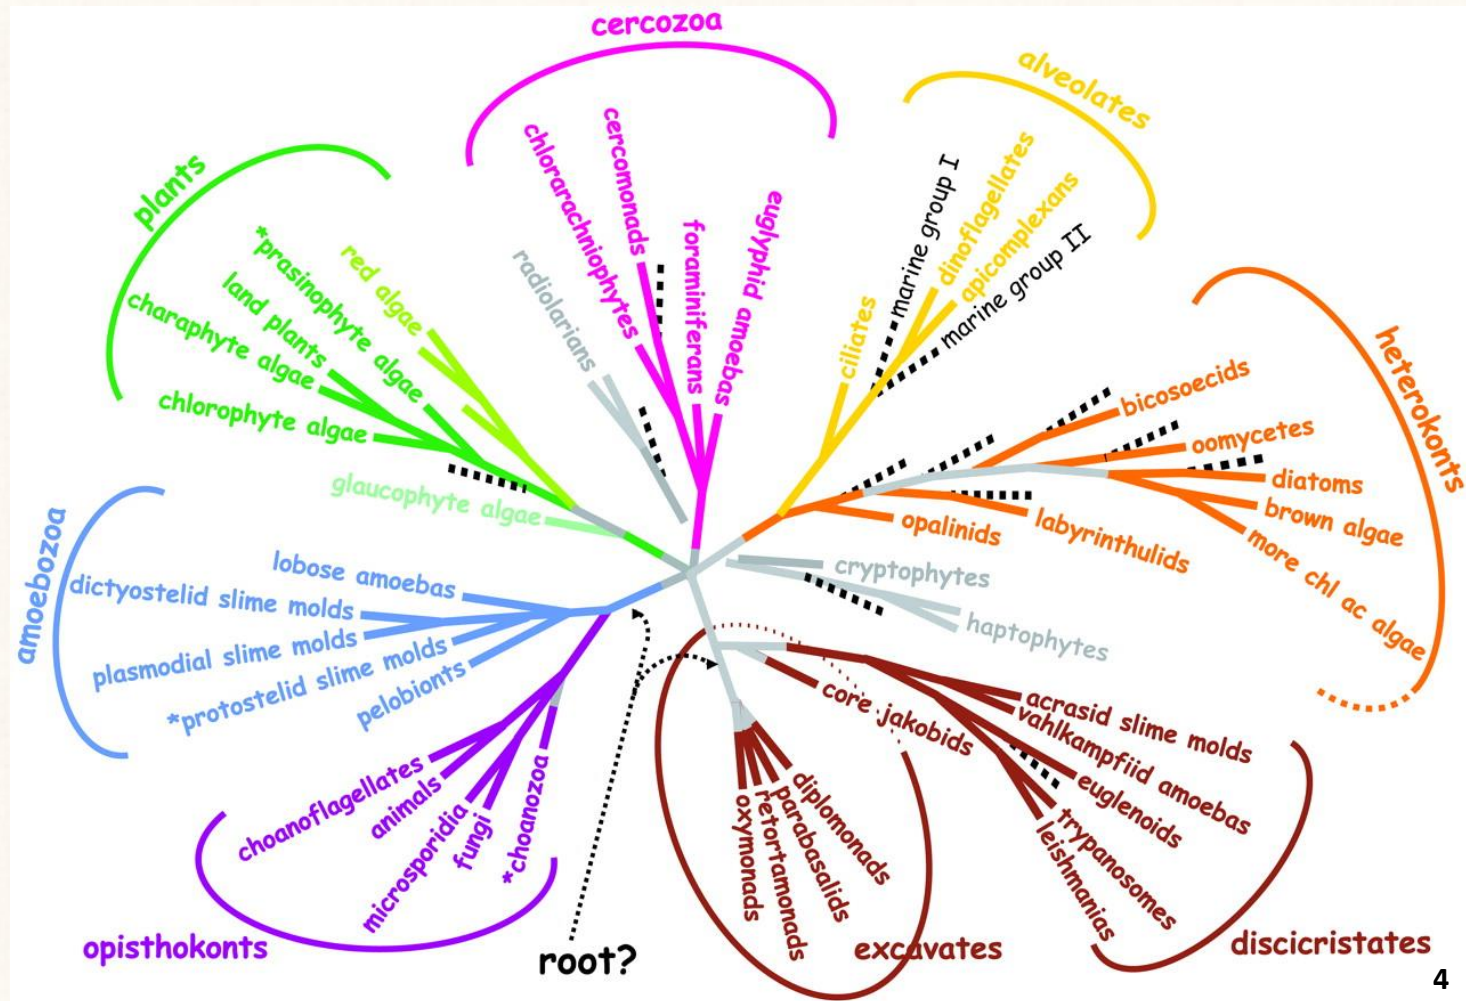 cercozoa
alveolates
plants
heterokonts
amoebozoa
opisthokonts
excavates
discicristates
root?
chlorarachniophytes
cercomonads
foraminiferans
euglyphid amoebas
radiolarians
ciliates
marine group I
dinoflagellates
apicomplexans
marine group II
red algae
*prasinophyte algae
land plants
charaphyte algae
chlorophyte algae
glaucophyte algae
bicosoecids
oomycetes
diatoms
brown algae
more chl ac algae
labyrinthulids
opalinids
cryptophytes
haptophytes
lobose amoebas
dictyostelid slime molds
plasmodial slime molds
*protostelid slime molds
pelobionts
choanoflagellates
animals
microsporidia
fungi
*choanozoa
core jakobids
acrasid slime molds
vahlkampfiid amoebas
euglenoids
trypanosomes
leishmanias
diplomonads
parabasalids
retortamonads
oxymonads
4